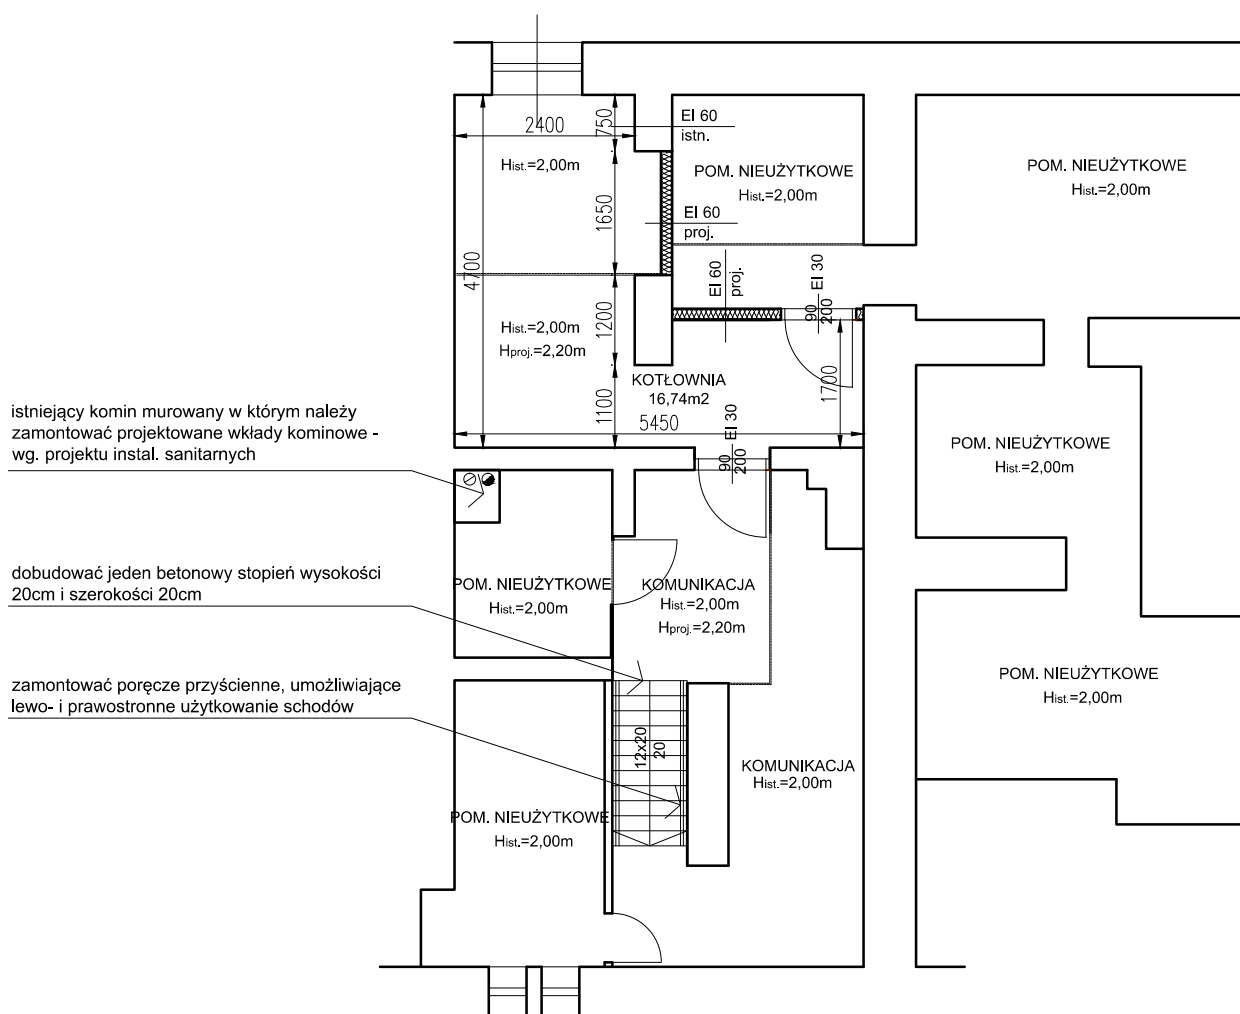 2400
750
EI 60
istn.
Hist.=2,00m
POM. NIEUŻYTKOWE
Hist.=2,00m
POM. NIEUŻYTKOWE
Hist.=2,00m
1650
EI 60
proj.
4700
EI 60
proj.
EI 30
90
200
Hist.=2,00m
Hproj.=2,20m
1200
KOTŁOWNIA
16,74m2
1700
1100
5450
EI 30
90
200
istniejący komin murowany w którym należy
zamontować projektowane wkłady kominowe -
wg. projektu instal. sanitarnych
POM. NIEUŻYTKOWE
Hist.=2,00m
dobudować jeden betonowy stopień wysokości
20cm i szerokości 20cm
POM. NIEUŻYTKOWE
Hist.=2,00m
KOMUNIKACJA
Hist.=2,00m
Hproj.=2,20m
zamontować poręcze przyścienne, umożliwiające
lewo- i prawostronne użytkowanie schodów
POM. NIEUŻYTKOWE
Hist.=2,00m
12x20
20
KOMUNIKACJA
Hist.=2,00m
POM. NIEUŻYTKOWE
Hist.=2,00m